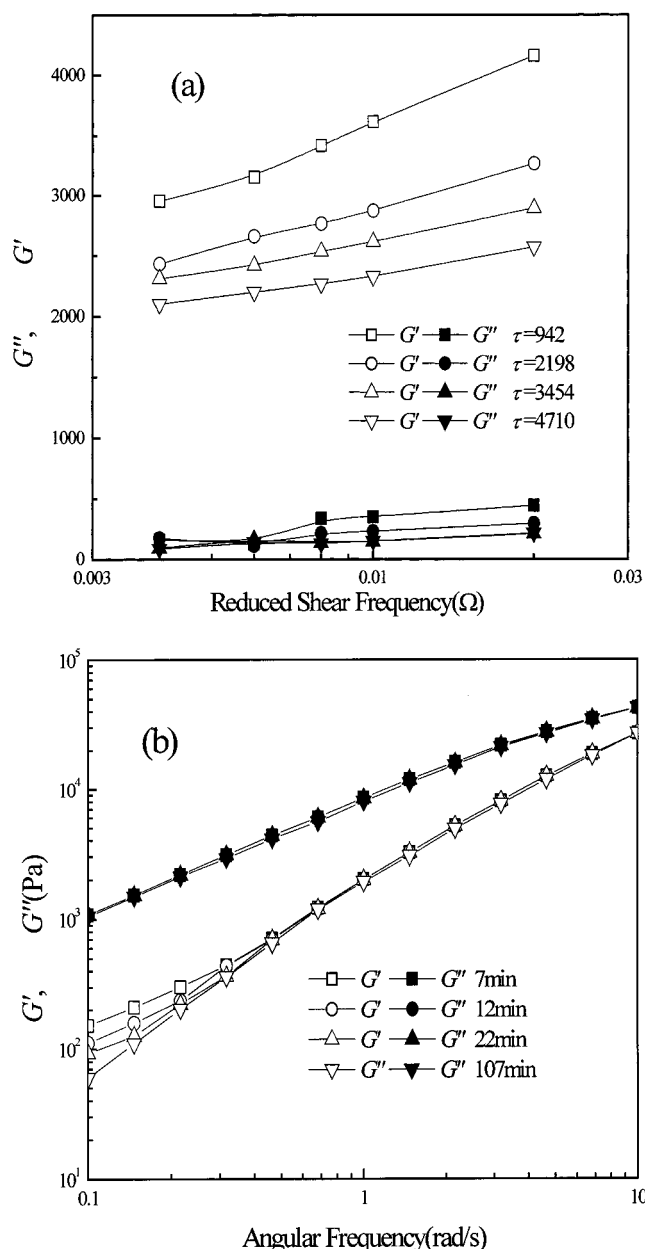 (a)
4000
3000
2000
1000
0
G'', G'
G' G'' τ=942
G' G'' τ=2198
G' G'' τ=3454
G' G'' τ=4710
0.003 0.01 0.03
Reduced Shear Frequency(Ω)
(b)
10^5
10^4
10^3
10^2
10^1
G', G''(Pa)
G' G'' 7min
G' G'' 12min
G' G'' 22min
G'' G'' 107min
0.1 1 10
Angular Frequency(rad/s)